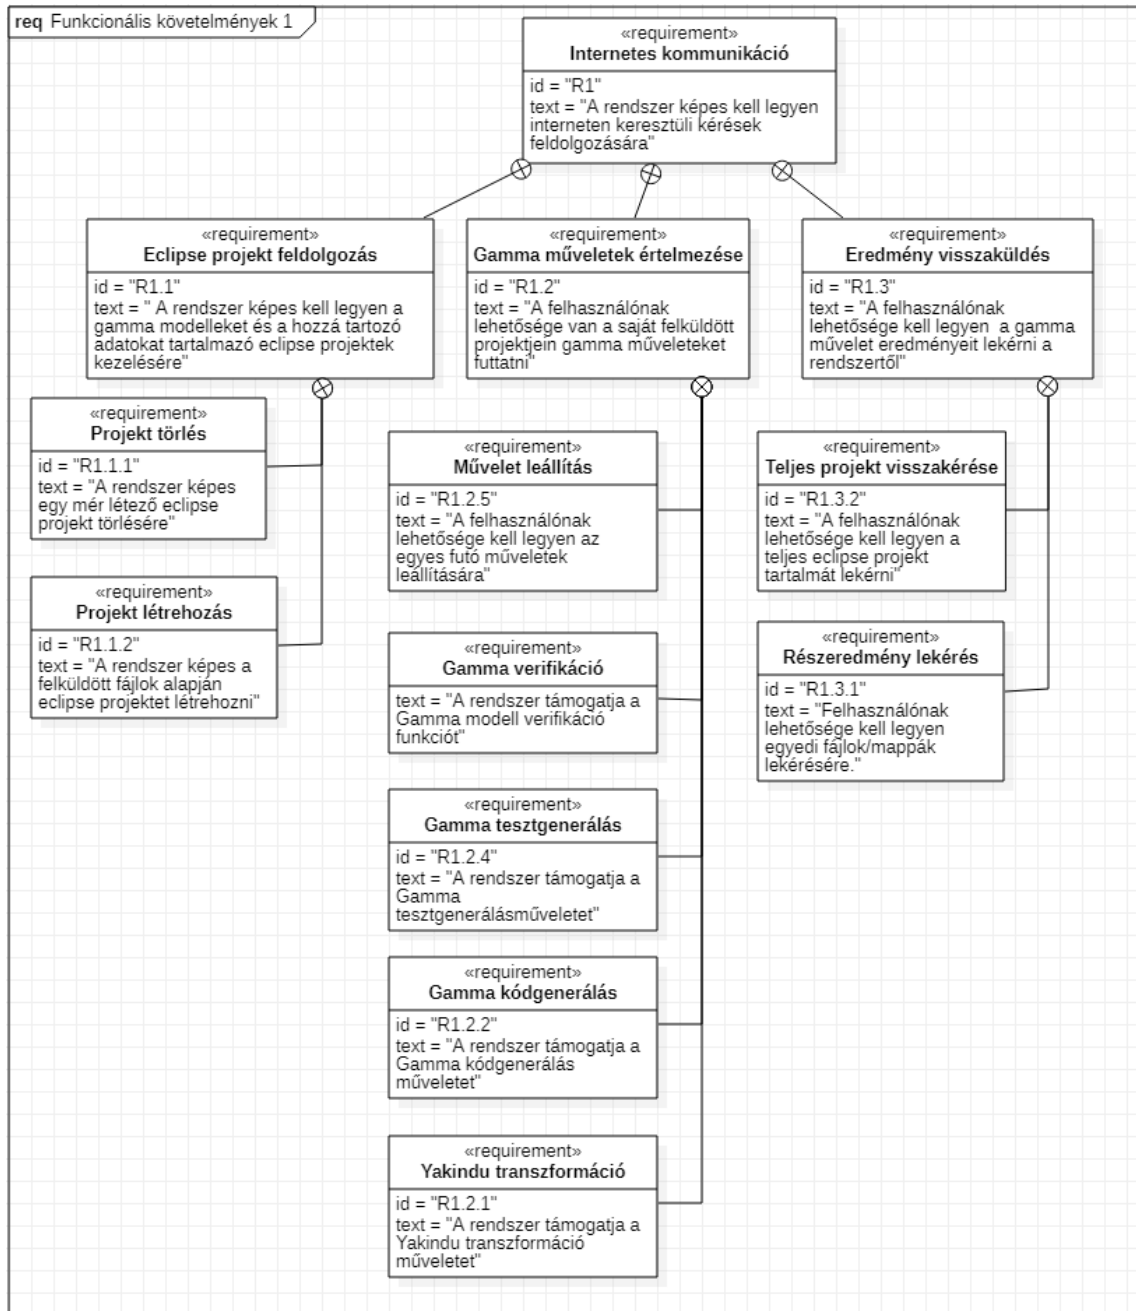 req Funkcionális követelmények 1
«requirement»
Internetes kommunikáció
id = "R1"
text = "A rendszer képes kell legyen
interneten keresztüli kérések
feldolgozására"
«requirement»
Eclipse projekt feldolgozás
id = "R1.1"
text = " A rendszer képes kell legyen a
gamma modelleket és a hozzá tartozó
adatokat tartalmazó eclipse projektek
kezelésére"
«requirement»
Gamma műveletek értelmezése
id = "R1.2"
text = "A felhasználónak
lehetősége van a saját felküldött
projektjein gamma műveleteket
futtatni"
«requirement»
Eredmény visszaküldés
id = "R1.3"
text = "A felhasználónak
lehetősége kell legyen  a gamma
művelet eredményeit lekérni a
rendszertől"
«requirement»
Projekt törlés
id = "R1.1.1"
text = "A rendszer képes
egy mér létező eclipse
projekt törlésére"
«requirement»
Projekt létrehozás
id = "R1.1.2"
text = "A rendszer képes a
felküldött fájlok alapján
eclipse projektet létrehozni"
«requirement»
Művelet leállítás
id = "R1.2.5"
text = "A felhasználónak
lehetősége kell legyen az
egyes futó műveletek
leállítására"
«requirement»
Gamma verifikáció
text = "A rendszer támogatja a
Gamma modell verifikáció
funkciót"
«requirement»
Gamma tesztgenerálás
id = "R1.2.4"
text = "A rendszer támogatja a
Gamma
tesztgenerálásműveletet"
«requirement»
Gamma kódgenerálás
id = "R1.2.2"
text = "A rendszer támogatja a
Gamma kódgenerálás
műveletet"
«requirement»
Yakindu transzformáció
id = "R1.2.1"
text = "A rendszer támogatja a
Yakindu transzformáció
műveletet"
«requirement»
Teljes projekt visszakérése
id = "R1.3.2"
text = "A felhasználónak
lehetősége kell legyen a
teljes eclipse projekt
tartalmát lekérni"
«requirement»
Részeredmény lekérés
id = "R1.3.1"
text = "Felhasználónak
lehetősége kell legyen
egyedi fájlok/mappák
lekérésére."